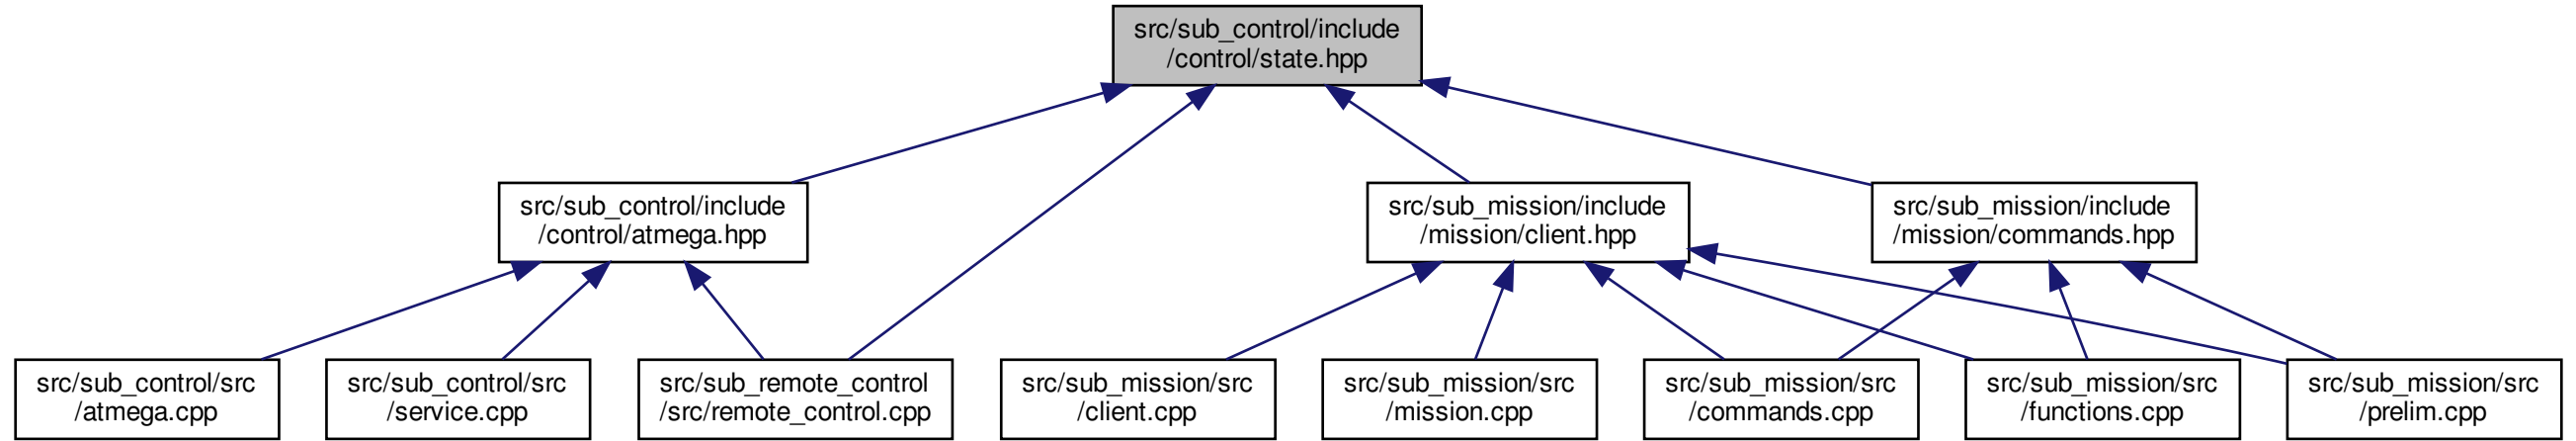 src/sub_control/include
/control/state.hpp
src/sub_control/include
/control/atmega.hpp
src/sub_mission/include
/mission/client.hpp
src/sub_mission/include
/mission/commands.hpp
src/sub_control/src
/atmega.cpp
src/sub_control/src
/service.cpp
src/sub_remote_control
/src/remote_control.cpp
src/sub_mission/src
/client.cpp
src/sub_mission/src
/mission.cpp
src/sub_mission/src
/commands.cpp
src/sub_mission/src
/functions.cpp
src/sub_mission/src
/prelim.cpp